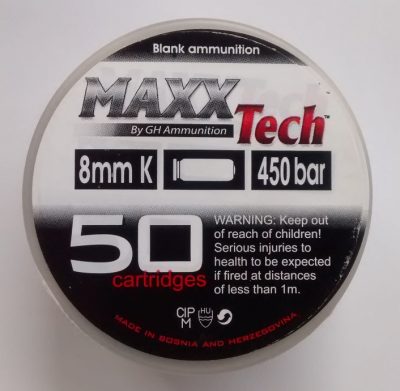 Blank ammunition
MAXX
Tech™
By GH Ammunition
8mm K
450 bar
50
cartridges
WARNING: Keep out
of reach of children!
Serious injuries to
health to be expected
if fired at distances
of less than 1m.
CIP
M
HU
MADE IN BOSNIA AND HERZEGOVINA